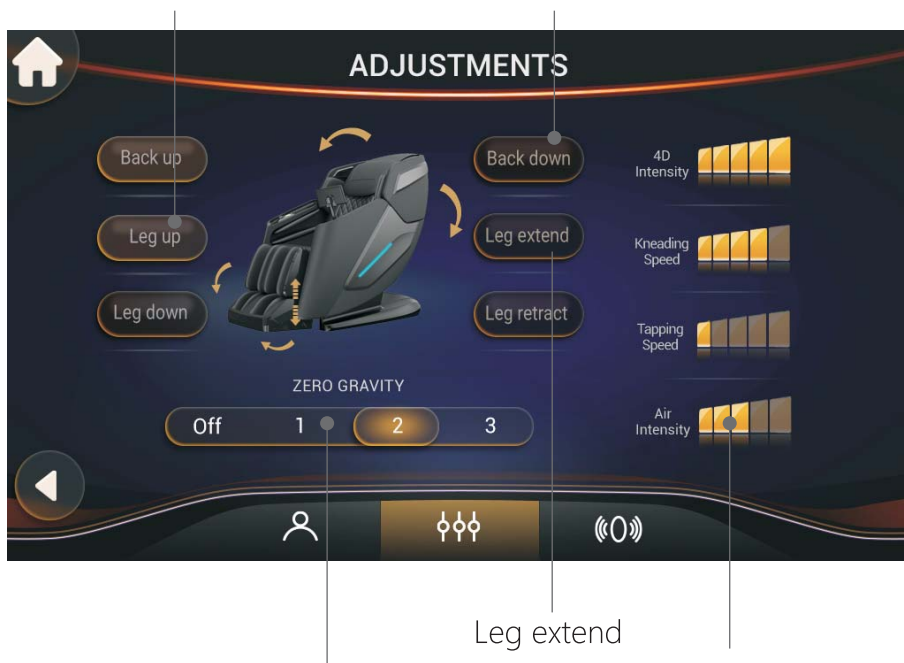 ADJUSTMENTS
Back up
Leg up
Leg down
Back down
Leg extend
Leg retract
4D
Intensity
Kneading
Speed
Tapping
Speed
Air
Intensity
ZERO GRAVITY
Off 1 2 3
Leg extend